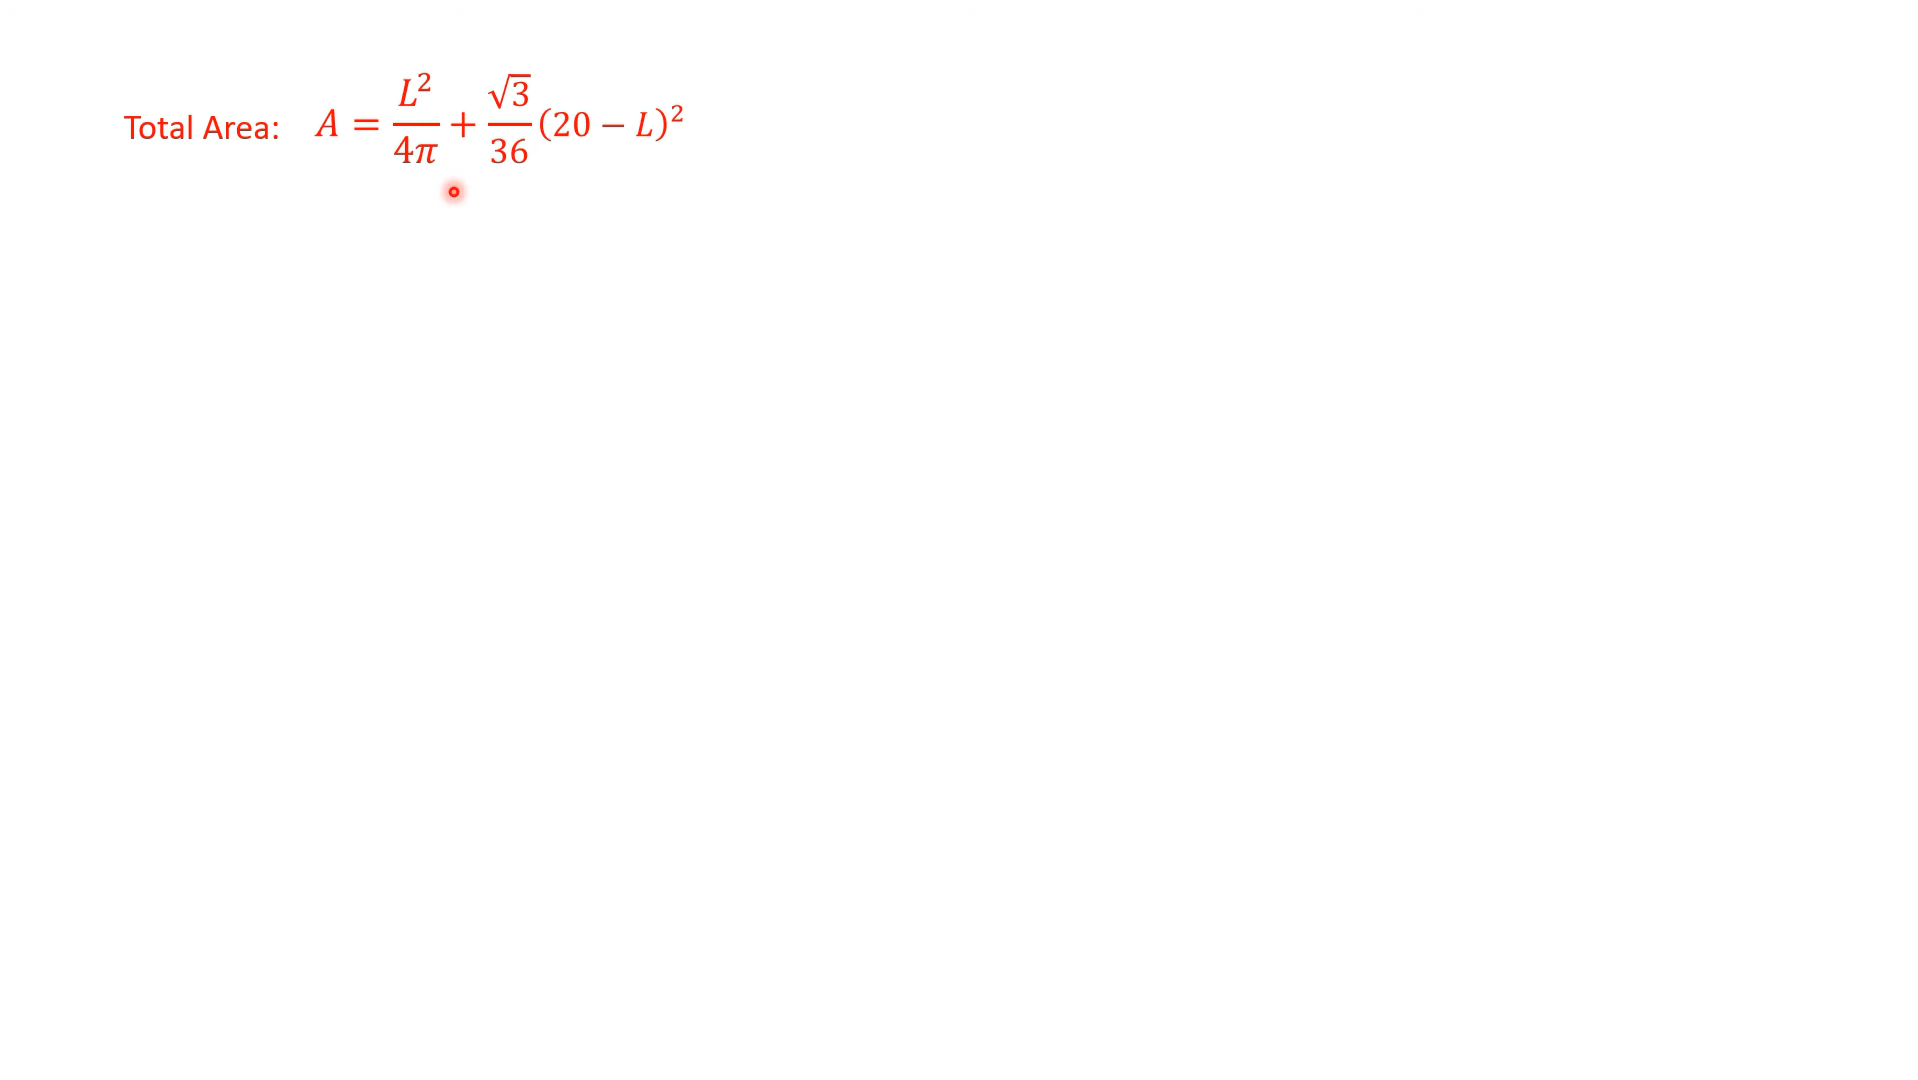 Total Area: A = L²/4π + √3/36 (20 − L)²